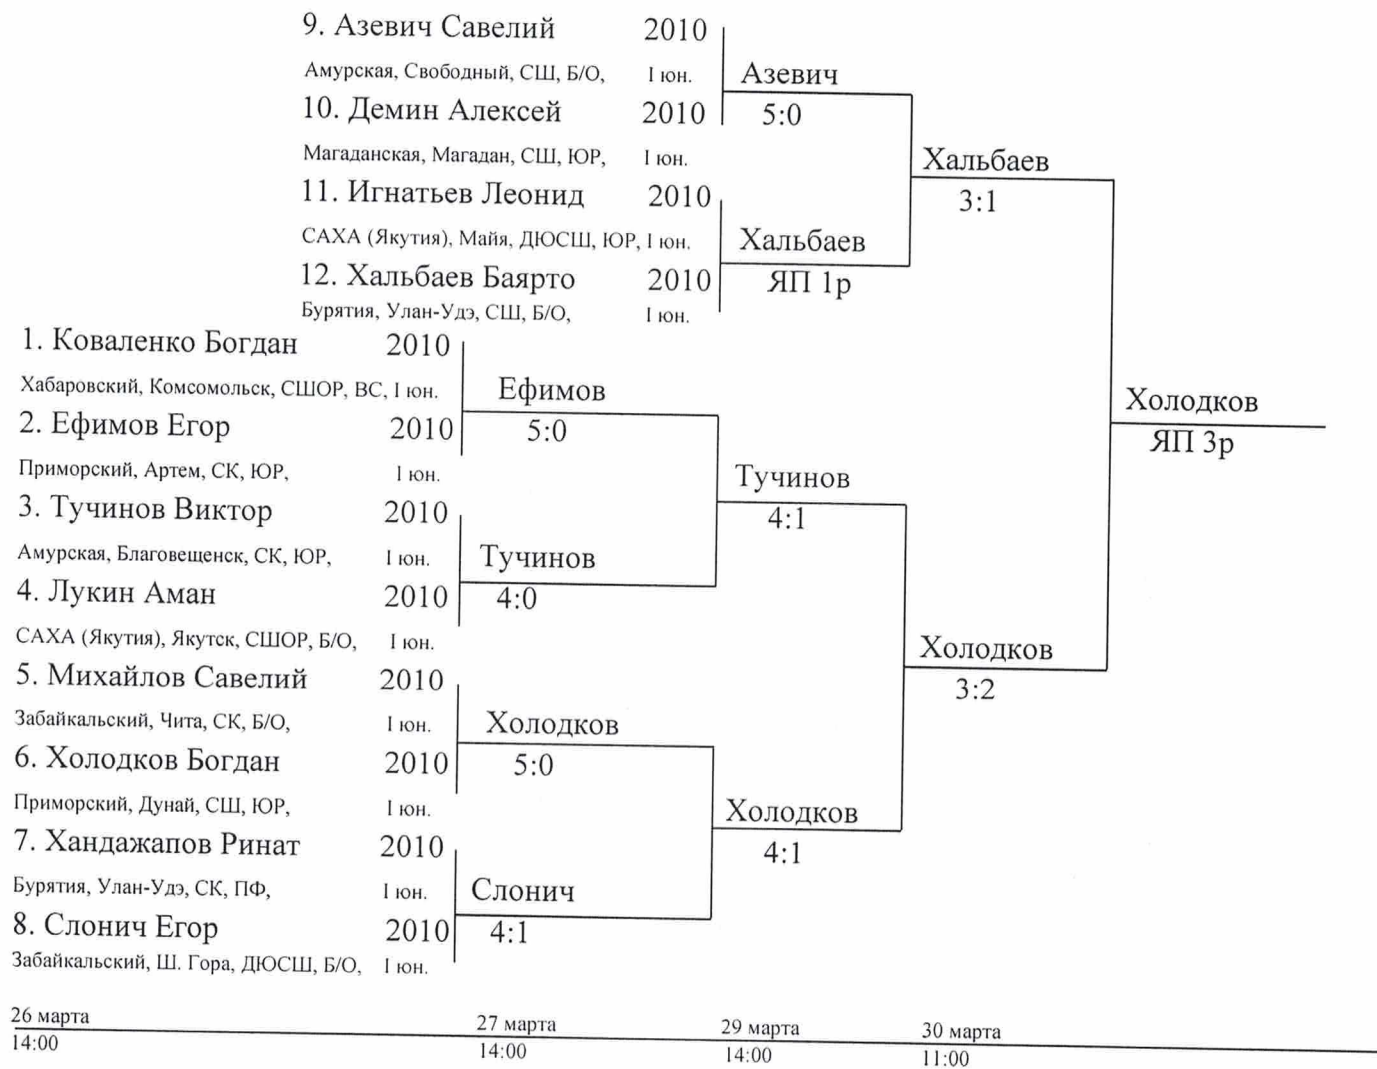 9. Азевич Савелий 2010
Амурская, Свободный, СШ, Б/О, I юн.
Азевич
5:0
10. Демин Алексей 2010
Магаданская, Магадан, СШ, ЮР, I юн.
Хальбаев
3:1
11. Игнатьев Леонид 2010
САХА (Якутия), Майя, ДЮСШ, ЮР, I юн.
Хальбаев
ЯП 1р
12. Хальбаев Баярто 2010
Бурятия, Улан-Удэ, СШ, Б/О, I юн.
1. Коваленко Богдан 2010
Хабаровский, Комсомольск, СШОР, ВС, I юн.
Ефимов
5:0
Холодков
ЯП 3р
2. Ефимов Егор 2010
Приморский, Артем, СК, ЮР, I юн.
Тучинов
4:1
3. Тучинов Виктор 2010
Амурская, Благовещенск, СК, ЮР, I юн.
Тучинов
4:0
4. Лукин Аман 2010
САХА (Якутия), Якутск, СШОР, Б/О, I юн.
Холодков
3:2
5. Михайлов Савелий 2010
Забайкальский, Чита, СК, Б/О, I юн.
Холодков
5:0
6. Холодков Богдан 2010
Приморский, Дунай, СШ, ЮР, I юн.
Холодков
4:1
7. Хандажапов Ринат 2010
Бурятия, Улан-Удэ, СК, ПФ, I юн.
Слонич
4:1
8. Слонич Егор 2010
Забайкальский, Ш. Гора, ДЮСШ, Б/О, I юн.
26 марта 27 марта 29 марта 30 марта
14:00 14:00 14:00 11:00